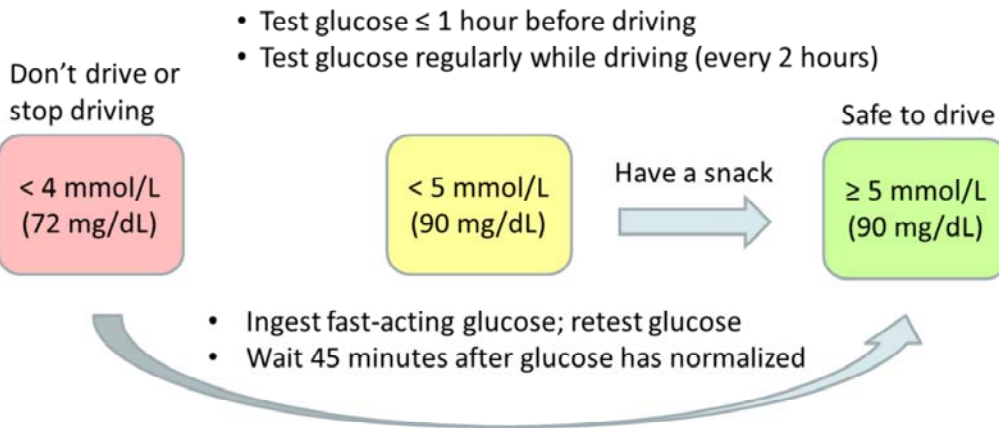 • Test glucose ≤ 1 hour before driving
• Test glucose regularly while driving (every 2 hours)
Don't drive or
stop driving
< 4 mmol/L
(72 mg/dL)
< 5 mmol/L
(90 mg/dL)
Have a snack
Safe to drive
≥ 5 mmol/L
(90 mg/dL)
• Ingest fast-acting glucose; retest glucose
• Wait 45 minutes after glucose has normalized